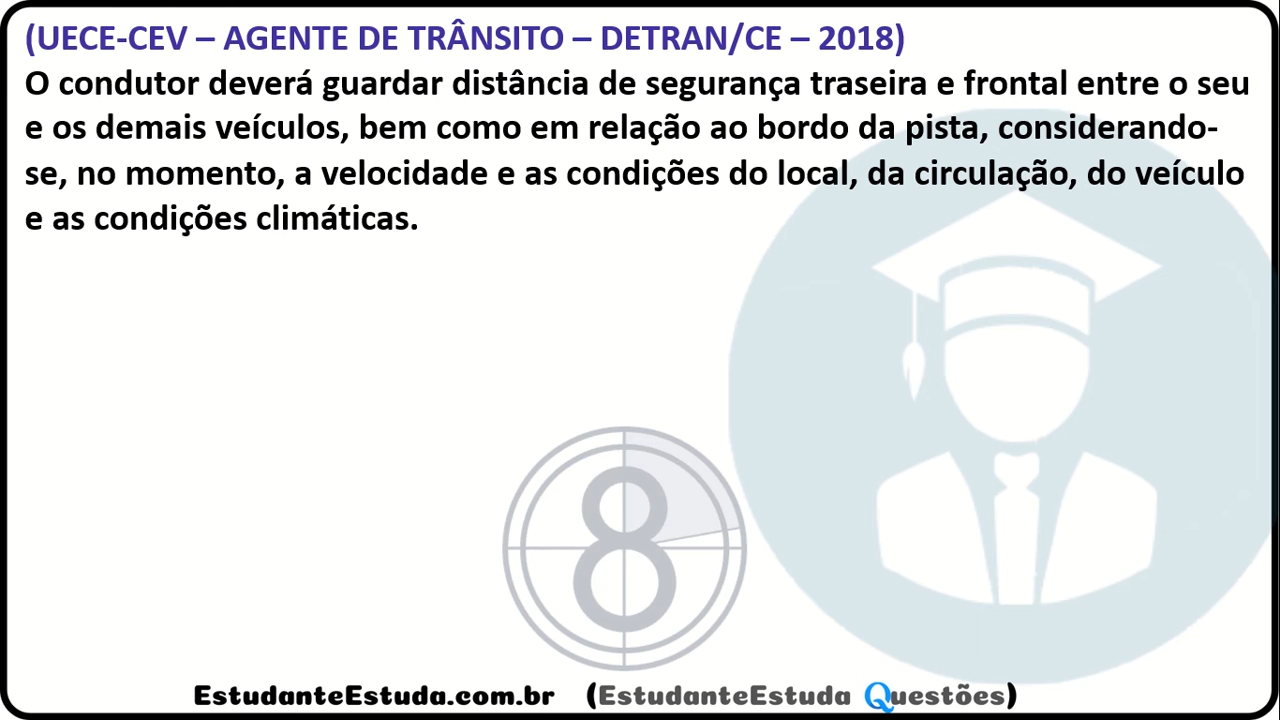 (UECE-CEV – AGENTE DE TRÂNSITO – DETRAN/CE – 2018)
O condutor deverá guardar distância de segurança traseira e frontal entre o seu
e os demais veículos, bem como em relação ao bordo da pista, considerando-
se, no momento, a velocidade e as condições do local, da circulação, do veículo
e as condições climáticas.
8
EstudanteEstuda.com.br (EstudanteEstuda Questões)